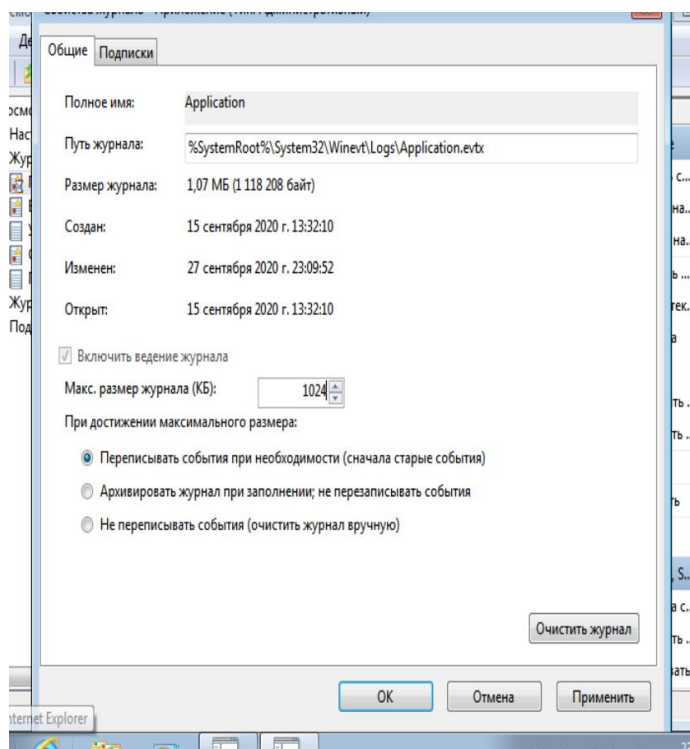 Общие
Подписки
Полное имя: Application
Путь журнала: %SystemRoot%\System32\Winevt\Logs\Application.evtx
Размер журнала: 1,07 МБ (1 118 208 байт)
Создан: 15 сентября 2020 г. 13:32:10
Изменен: 27 сентября 2020 г. 23:09:52
Открыт: 15 сентября 2020 г. 13:32:10
Включить ведение журнала
Макс. размер журнала (КБ): 1024
При достижении максимального размера:
Переписывать события при необходимости (сначала старые события)
Архивировать журнал при заполнении; не перезаписывать события
Не переписывать события (очистить журнал вручную)
Очистить журнал
ОК
Отмена
Применить
Explorer